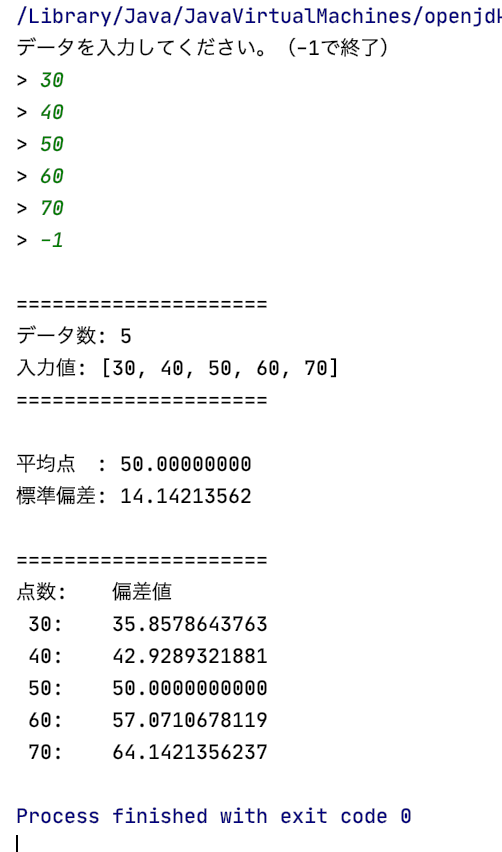 /Library/Java/JavaVirtualMachines/openjdk
データを入力してください。（-1で終了）
> 30
> 40
> 50
> 60
> 70
> -1
=====================
データ数: 5
入力値: [30, 40, 50, 60, 70]
=====================
平均点　: 50.00000000
標準偏差: 14.14213562
=====================
点数:    偏差値
 30:    35.8578643763
 40:    42.9289321881
 50:    50.0000000000
 60:    57.0710678119
 70:    64.1421356237
Process finished with exit code 0